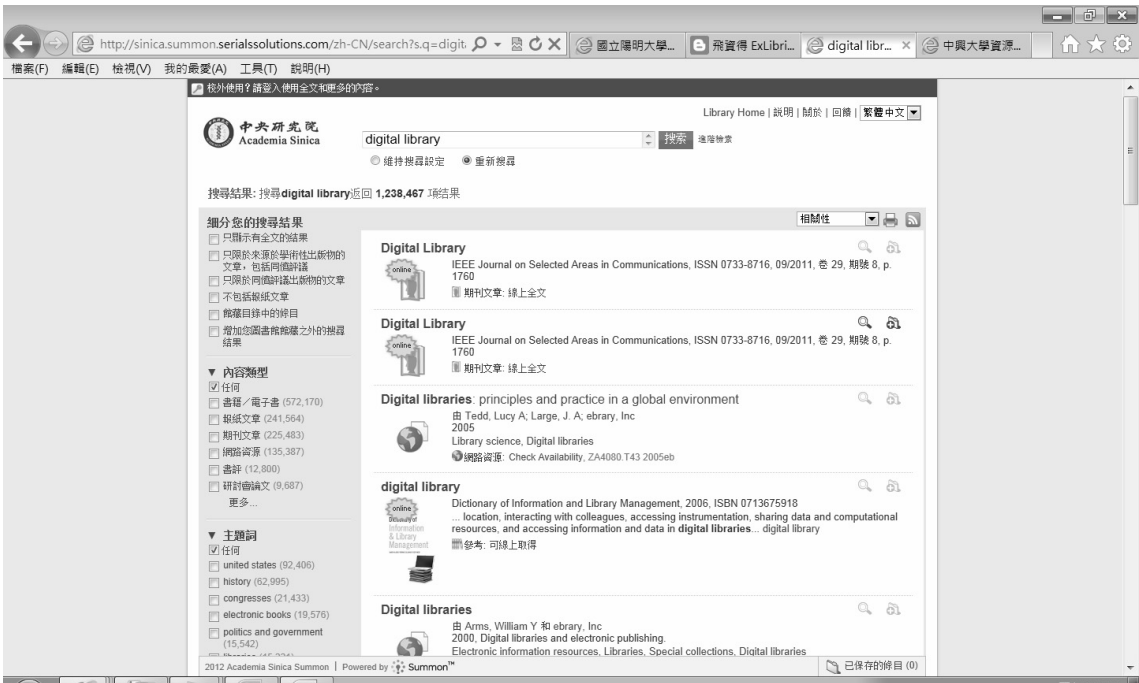 http://sinica.summon.serialssolutions.com/zh-CN/search?s.q=digit
國立陽明大學...
飛資得 ExLibri...
digital libr...
中興大學資源...
檔案(F) 編輯(E) 檢視(V) 我的最愛(A) 工具(T) 說明(H)
校外使用？請登入使用全文和更多的內容。
Library Home | 說明 | 關於 | 回饋 | 繁體中文
中央研究院
Academia Sinica
digital library
搜索
進階檢索
維持搜尋設定 重新搜尋
搜尋結果: 搜尋digital library返回 1,238,467 項結果
相關性
細分您的搜尋結果
只顯示有全文的結果
只限於來源於學術性出版物的
文章，包括同儕評議
只限於同儕評議出版物的文章
不包括報紙文章
館藏目錄中的條目
增加您圖書館館藏之外的搜尋
結果
▼ 內容類型
任何
書籍／電子書 (572,170)
報紙文章 (241,564)
期刊文章 (225,483)
網路資源 (135,387)
書評 (12,800)
研討會論文 (9,687)
更多...
▼ 主題詞
任何
united states (92,406)
history (62,995)
congresses (21,433)
electronic books (19,576)
politics and government
(15,542)
Digital Library
online
IEEE Journal on Selected Areas in Communications, ISSN 0733-8716, 09/2011, 卷 29, 期號 8, p.
1760
期刊文章: 線上全文
Digital Library
online
IEEE Journal on Selected Areas in Communications, ISSN 0733-8716, 09/2011, 卷 29, 期號 8, p.
1760
期刊文章: 線上全文
Digital libraries: principles and practice in a global environment
由 Tedd, Lucy A; Large, J. A; ebrary, Inc
2005
Library science, Digital libraries
網路資源: Check Availability, ZA4080.T43 2005eb
digital library
online
Dictionary of
Information
& Library
Management
Dictionary of Information and Library Management, 2006, ISBN 0713675918
... location, interacting with colleagues, accessing instrumentation, sharing data and computational
resources, and accessing information and data in digital libraries... digital library
參考: 可線上取得
Digital libraries
由 Arms, William Y 和 ebrary, Inc
2000, Digital libraries and electronic publishing.
Electronic information resources, Libraries, Special collections, Digital libraries
2012 Academia Sinica Summon | Powered by Summon™
已保存的條目 (0)